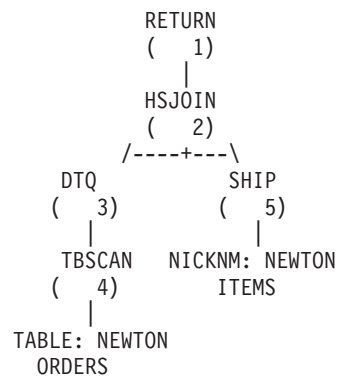 RETURN
( 1)
|
HSJOIN
( 2)
/----+---\
DTQ SHIP
( 3) ( 5)
| |
TBSCAN NICKNM: NEWTON
( 4) ITEMS
|
TABLE: NEWTON
ORDERS